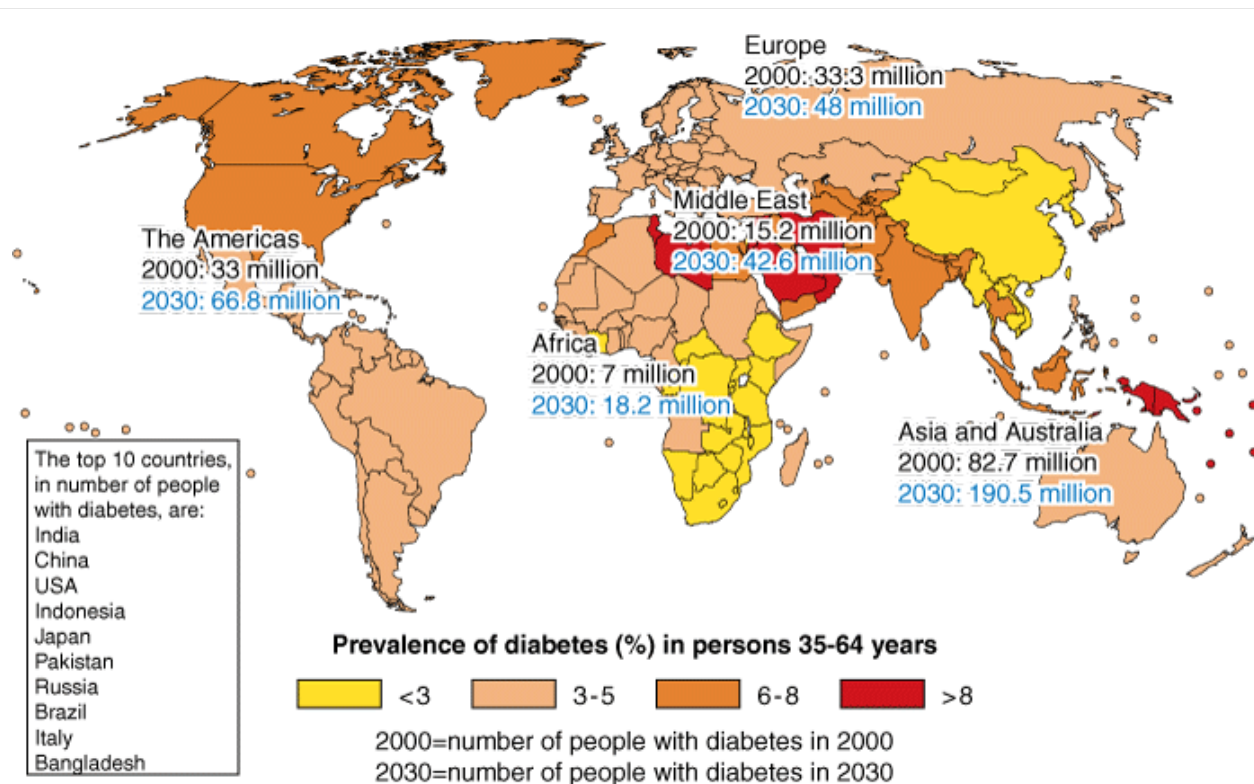 Europe
2000: 33.3 million
2030: 48 million
Middle East
2000: 15.2 million
2030: 42.6 million
The Americas
2000: 33 million
2030: 66.8 million
Africa
2000: 7 million
2030: 18.2 million
Asia and Australia
2000: 82.7 million
2030: 190.5 million
The top 10 countries,
in number of people
with diabetes, are:
India
China
USA
Indonesia
Japan
Pakistan
Russia
Brazil
Italy
Bangladesh
Prevalence of diabetes (%) in persons 35-64 years
<3 3-5 6-8 >8
2000=number of people with diabetes in 2000
2030=number of people with diabetes in 2030